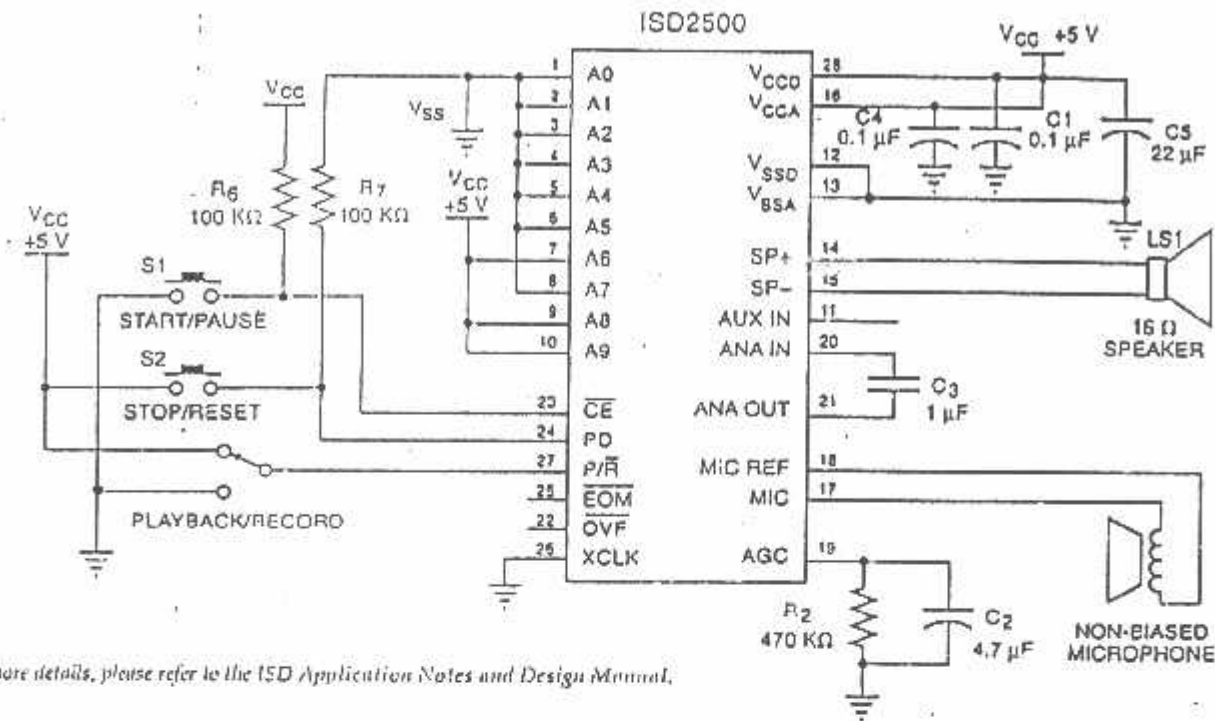 ISD2500
VCC +5 V
VCC
VSS
R6
100 KΩ
R7
100 KΩ
VCC
+5 V
VCC
+5 V
S1
START/PAUSE
S2
STOP/RESET
PLAYBACK/RECORD
1 A0
2 A1
3 A2
4 A3
5 A4
6 A5
7 A6
8 A7
9 A8
10 A9
23 CE
24 PD
27 P/R
25 EOM
22 OVF
26 XCLK
VCCD 28
VCCA 16
VSSD 12
VSSA 13
SP+ 14
SP- 15
AUX IN 11
ANA IN 20
ANA OUT 21
MIC REF 18
MIC 17
AGC 19
C4
0.1 µF
C1
0.1 µF
C5
22 µF
LS1
16 Ω
SPEAKER
C3
1 µF
R2
470 KΩ
C2
4.7 µF
NON-BIASED
MICROPHONE
ore details, please refer to the ISD Application Notes and Design Manual.